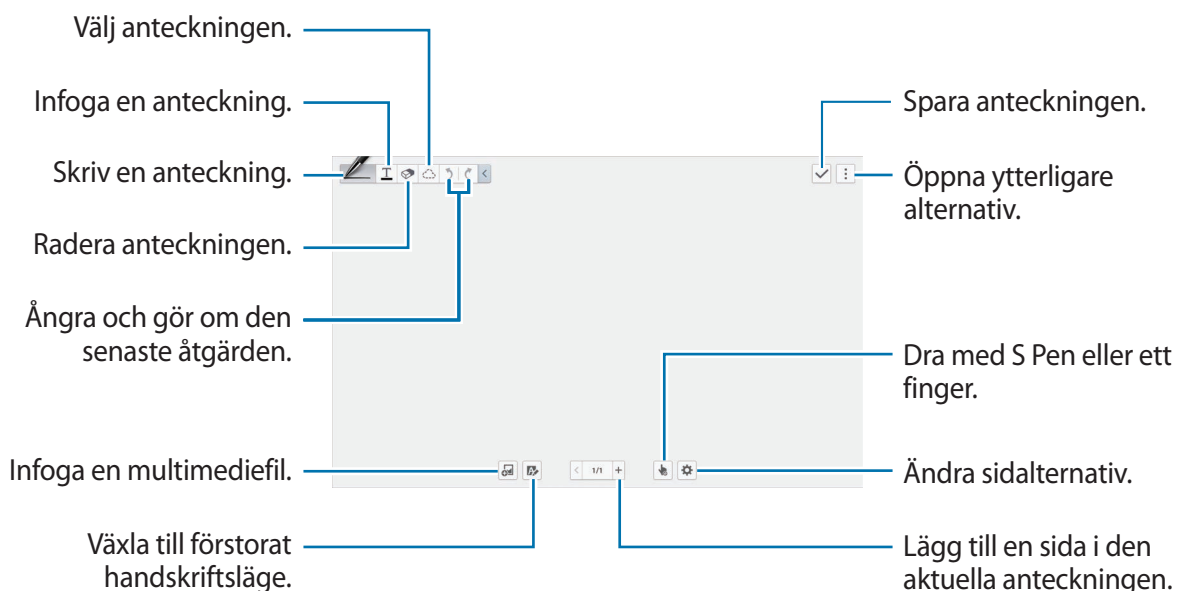 Välj anteckningen.
Infoga en anteckning.
Skriv en anteckning.
Radera anteckningen.
Ångra och gör om den
senaste åtgärden.
Infoga en multimediefil.
Växla till förstorat
handskriftsläge.
1/1
Spara anteckningen.
Öppna ytterligare
alternativ.
Dra med S Pen eller ett
finger.
Ändra sidalternativ.
Lägg till en sida i den
aktuella anteckningen.